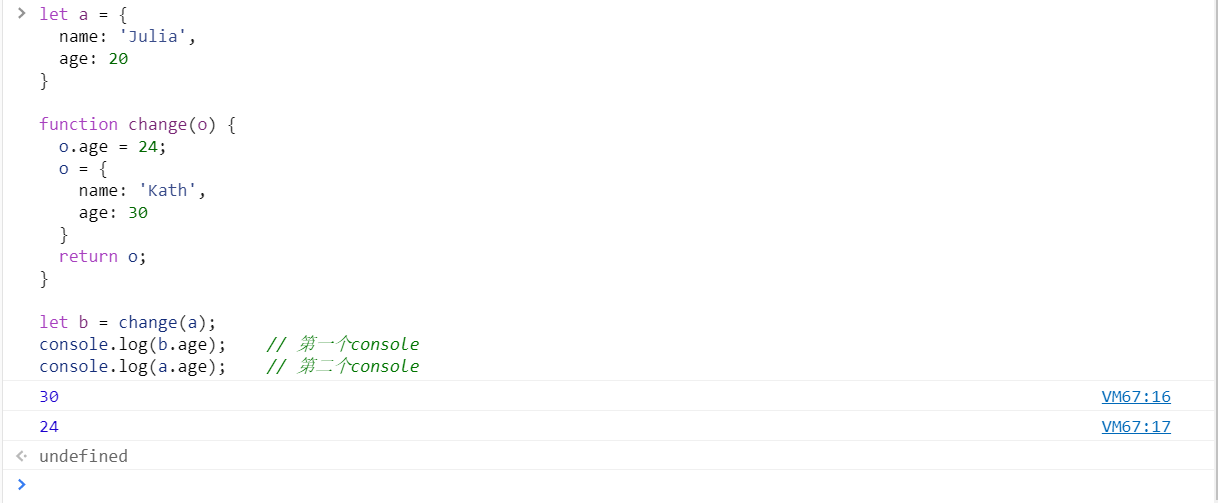 let a = {
  name: 'Julia',
  age: 20
}

function change(o) {
  o.age = 24;
  o = {
    name: 'Kath',
    age: 30
  }
  return o;
}

let b = change(a);
console.log(b.age);    // 第一个console
console.log(a.age);    // 第二个console
30 VM67:16
24 VM67:17
undefined